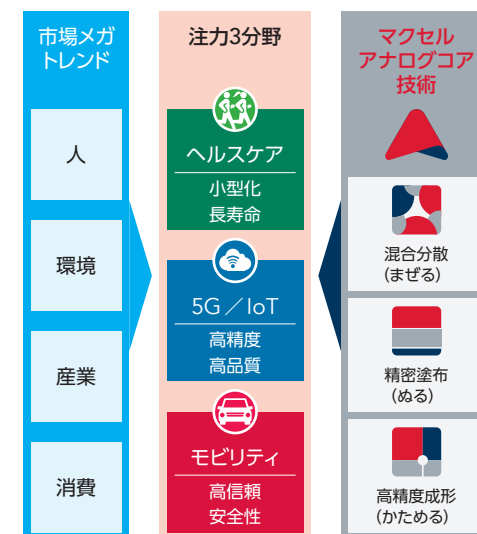 市場メガ
トレンド
人
環境
産業
消費
注力3分野
ヘルスケア
小型化
長寿命
5G／IoT
高精度
高品質
モビリティ
高信頼
安全性
マクセル
アナログコア
技術
混合分散
(まぜる)
精密塗布
(ぬる)
高精度成形
(かためる)